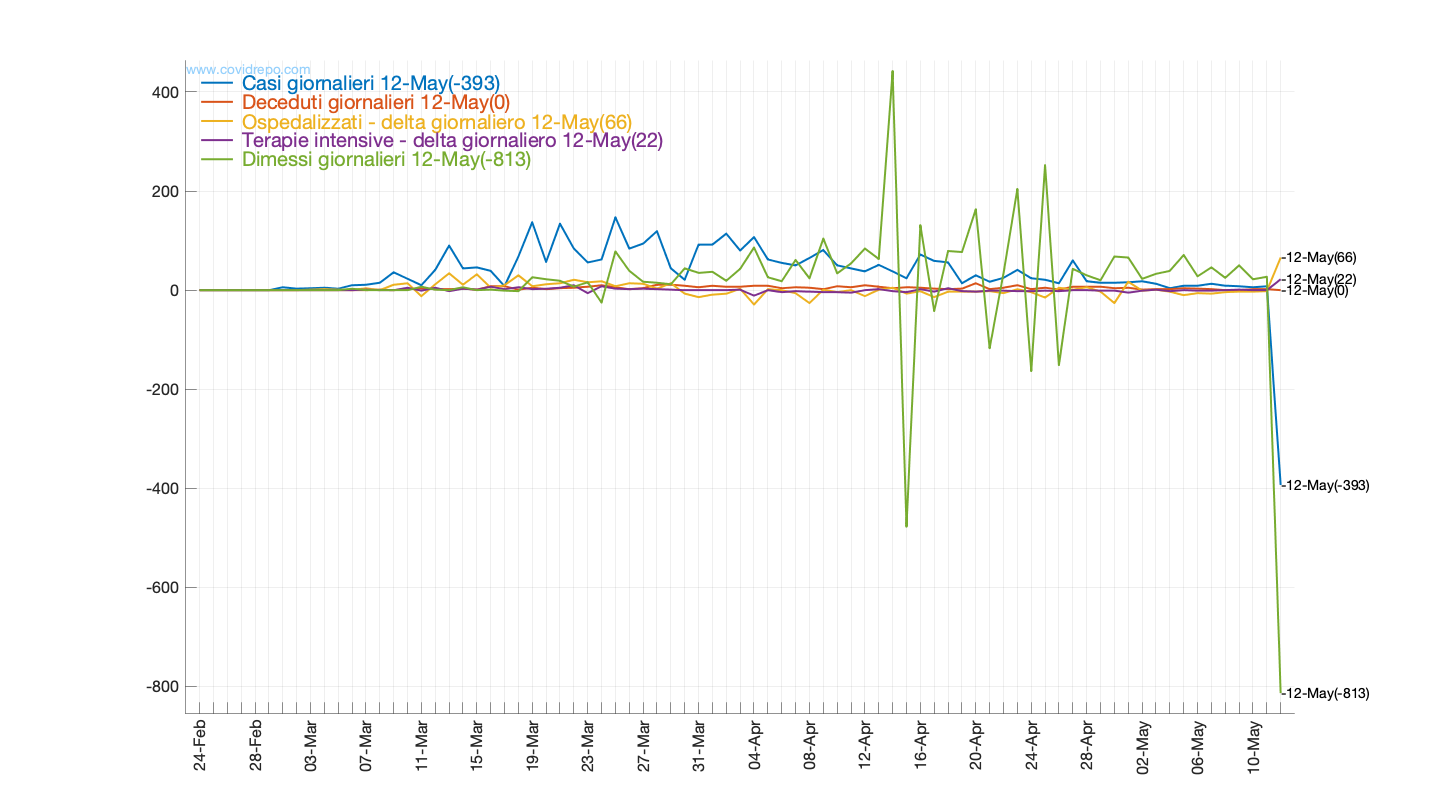 www.covidrepo.com
Casi giornalieri 12-May(-393)
Deceduti giornalieri 12-May(0)
Ospedalizzati - delta giornaliero 12-May(66)
Terapie intensive - delta giornaliero 12-May(22)
Dimessi giornalieri 12-May(-813)
400
200
0
-200
-400
-600
-800
12-May(66)
12-May(22)
12-May(0)
12-May(-393)
12-May(-813)
24-Feb
28-Feb
03-Mar
07-Mar
11-Mar
15-Mar
19-Mar
23-Mar
27-Mar
31-Mar
04-Apr
08-Apr
12-Apr
16-Apr
20-Apr
24-Apr
28-Apr
02-May
06-May
10-May